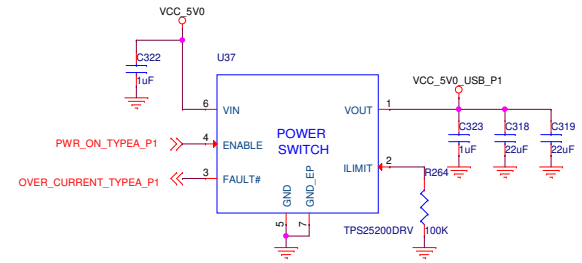 VCC_5V0
C322
1uF
U37
VCC_5V0_USB_P1
6 VIN
VOUT 1
C323
1uF
C318
22uF
C319
22uF
PWR_ON_TYPEA_P1
4 ENABLE
POWER
SWITCH
ILIMIT 2
R264
OVER_CURRENT_TYPEA_P1
3 FAULT#
GND
GND_EP
5
7
TPS25200DRV
100K